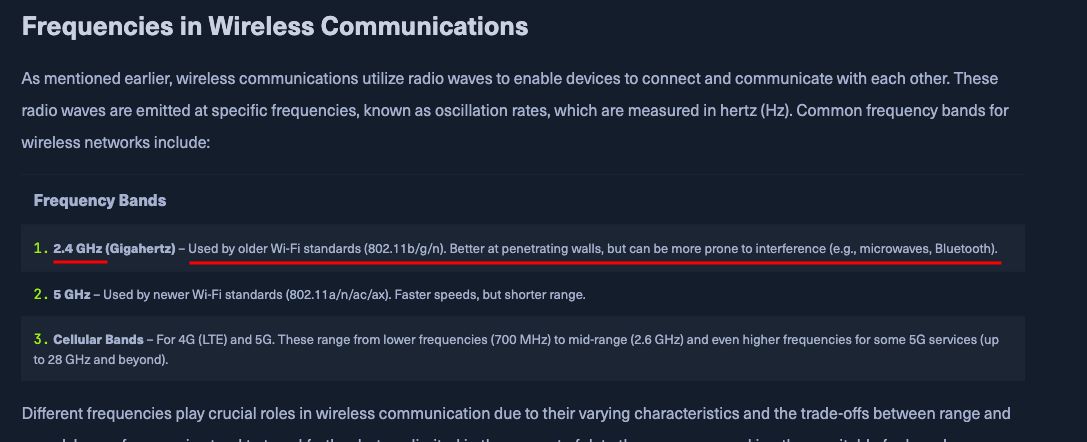 Frequencies in Wireless Communications
As mentioned earlier, wireless communications utilize radio waves to enable devices to connect and communicate with each other. These
radio waves are emitted at specific frequencies, known as oscillation rates, which are measured in hertz (Hz). Common frequency bands for
wireless networks include:
Frequency Bands
1. 2.4 GHz (Gigahertz) – Used by older Wi-Fi standards (802.11b/g/n). Better at penetrating walls, but can be more prone to interference (e.g., microwaves, Bluetooth).
2. 5 GHz – Used by newer Wi-Fi standards (802.11a/n/ac/ax). Faster speeds, but shorter range.
3. Cellular Bands – For 4G (LTE) and 5G. These range from lower frequencies (700 MHz) to mid-range (2.6 GHz) and even higher frequencies for some 5G services (up
to 28 GHz and beyond).
Different frequencies play crucial roles in wireless communication due to their varying characteristics and the trade-offs between range and